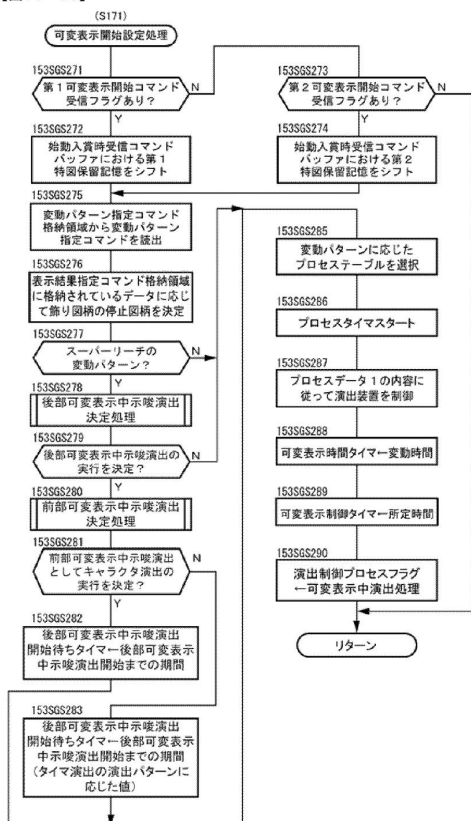 (S171)
可変表示開始設定処理
153SGS271
第1可変表示開始コマンド
受信フラグあり?
N
Y
153SGS273
第2可変表示開始コマンド
受信フラグあり?
N
Y
153SGS272
始動入賞時受信コマンド
バッファにおける第1
特図保留記憶をシフト
153SGS274
始動入賞時受信コマンド
バッファにおける第2
特図保留記憶をシフト
153SGS275
変動パターン指定コマンド
格納領域から変動パターン
指定コマンドを読出
153SGS276
表示結果指定コマンド格納領域
に格納されているデータに応じ
て飾り図柄の停止図柄を決定
153SGS277
スーパーリーチの
変動パターン?
N
Y
153SGS278
後部可変表示中示唆演出
決定処理
153SGS279
後部可変表示中示唆演出の
実行を決定?
N
Y
153SGS280
前部可変表示中示唆演出
決定処理
153SGS281
前部可変表示中示唆演出
としてキャラクタ演出の
実行を決定?
N
Y
153SGS282
後部可変表示中示唆演出
開始待ちタイマ←後部可変表示
中示唆演出開始までの期間
153SGS283
後部可変表示中示唆演出
開始待ちタイマ←後部可変表示
中示唆演出開始までの期間
(タイマ演出の演出パターンに
応じた値)
153SGS285
変動パターンに応じた
プロセステーブルを選択
153SGS286
プロセスタイマスタート
153SGS287
プロセスデータ1の内容に
従って演出装置を制御
153SGS288
可変表示時間タイマ←変動時間
153SGS289
可変表示制御タイマ←所定時間
153SGS290
演出制御プロセスフラグ
←可変表示中演出処理
リターン